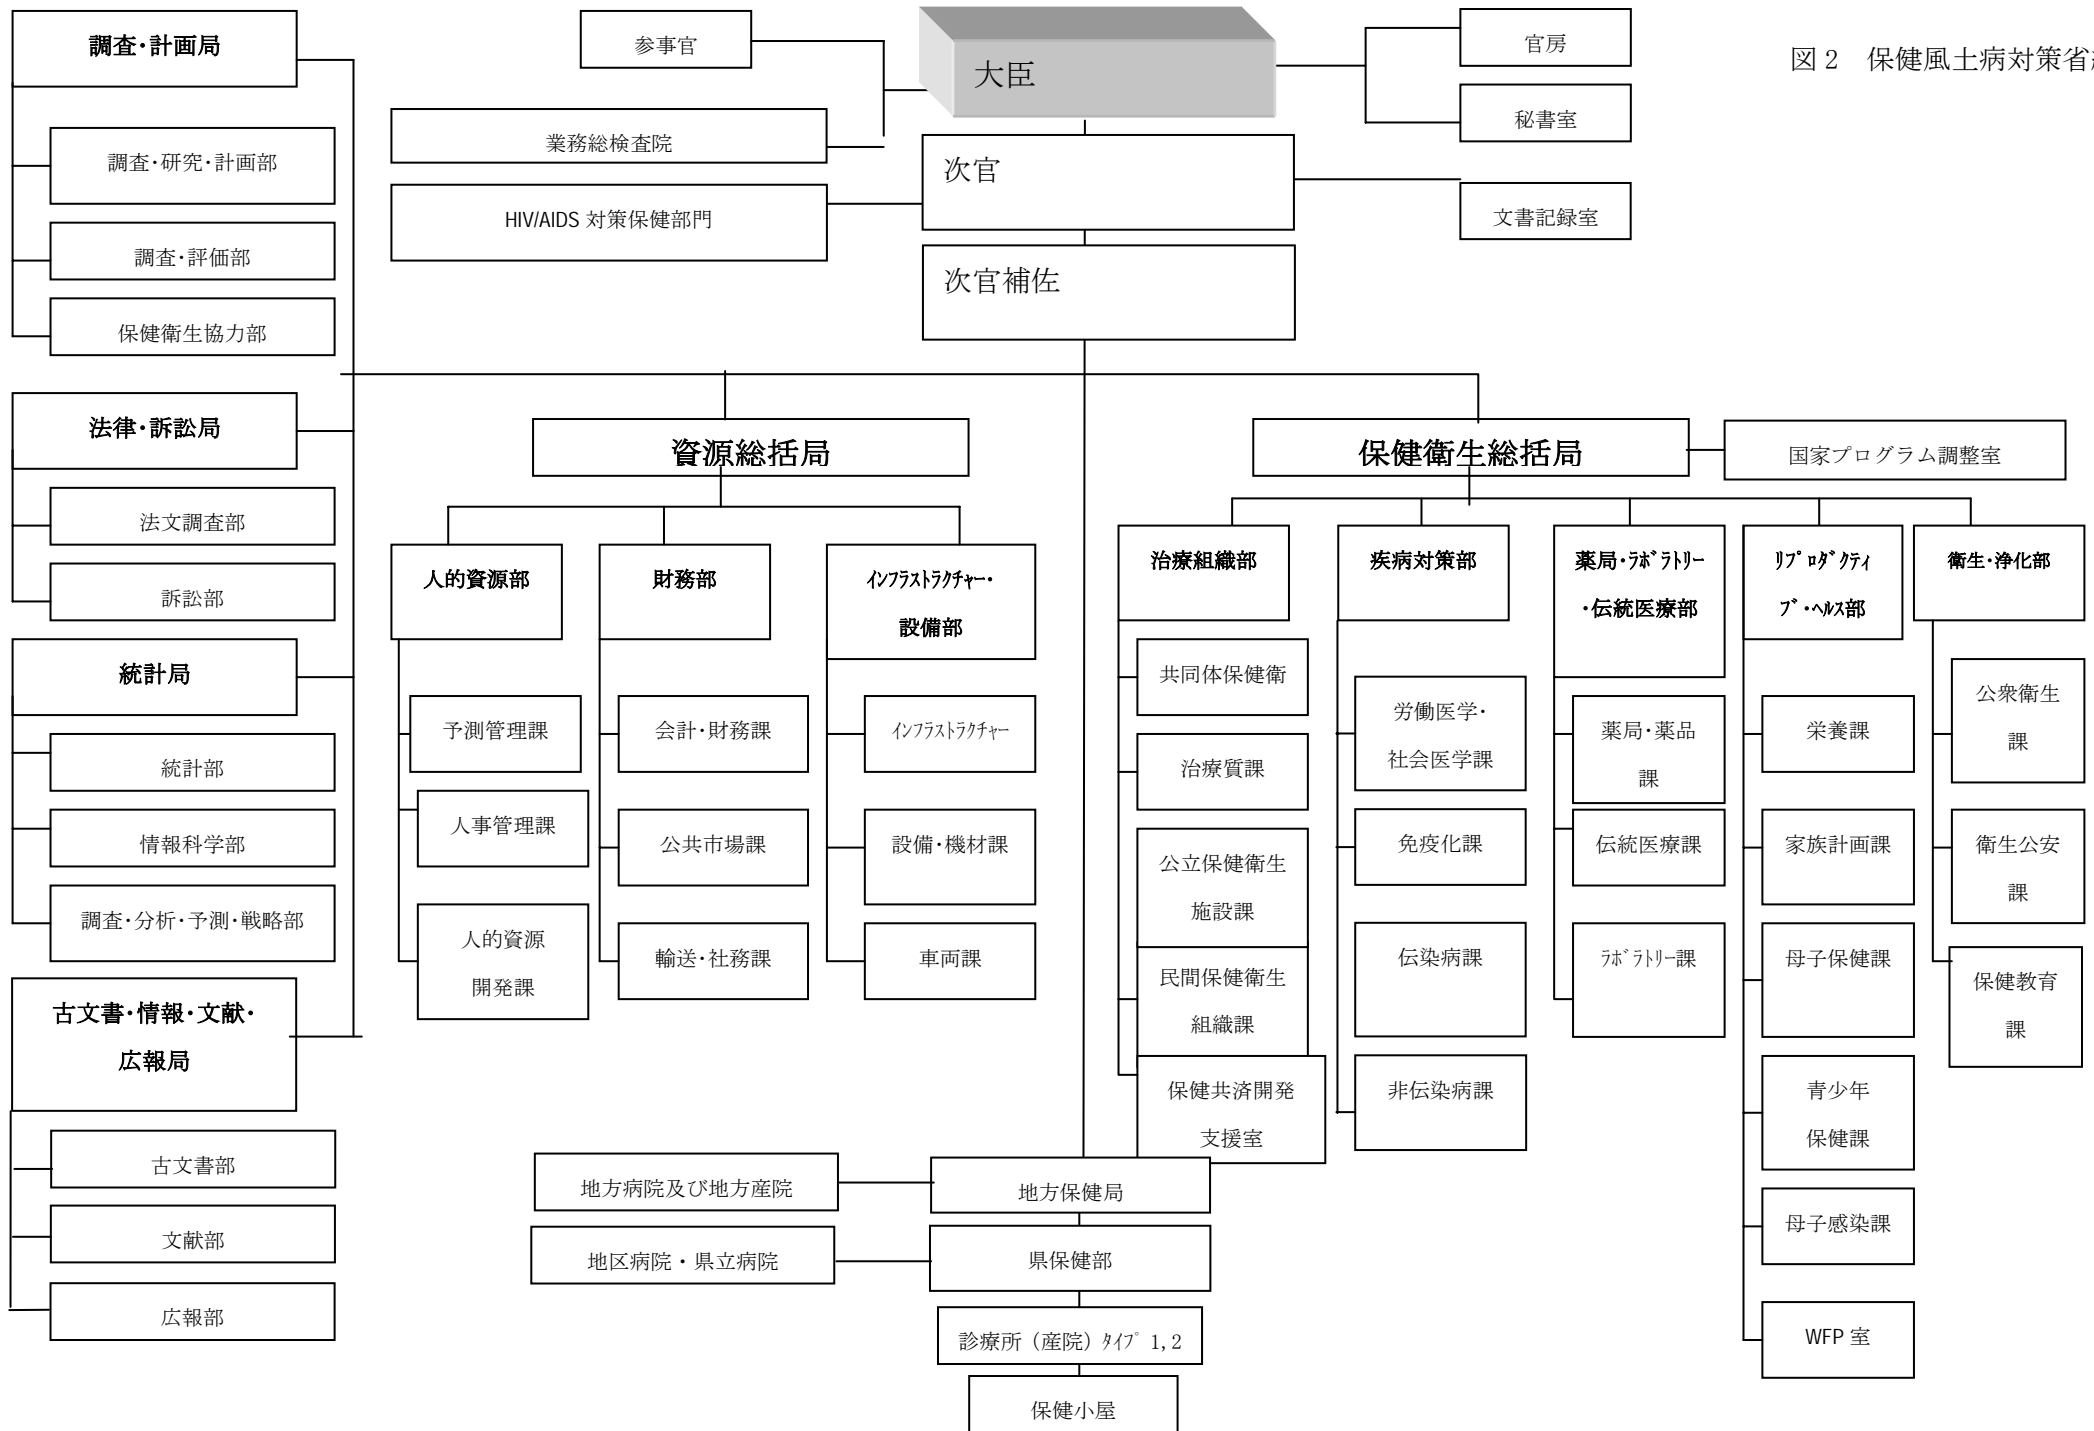 図 2　保健風土病対策省
大臣
参事官
業務総検査院
官房
秘書室
次官
HIV/AIDS 対策保健部門
文書記録室
次官補佐
調査･計画局
調査･研究･計画部
調査･評価部
保健衛生協力部
法律･訴訟局
法文調査部
訴訟部
統計局
統計部
情報科学部
調査･分析･予測･戦略部
古文書･情報･文献･
広報局
古文書部
文献部
広報部
資源総括局
人的資源部
予測管理課
人事管理課
人的資源
開発課
財務部
会計･財務課
公共市場課
輸送･社務課
ｲﾝﾌﾗｽﾄﾗｸﾁｬｰ･
設備部
ｲﾝﾌﾗｽﾄﾗｸﾁｬｰ
設備･機材課
車両課
保健衛生総括局
国家プログラム調整室
治療組織部
共同体保健衛
治療質課
公立保健衛生
施設課
民間保健衛生
組織課
保健共済開発
支援室
疾病対策部
労働医学･
社会医学課
免疫化課
伝染病課
非伝染病課
薬局･ﾗﾎﾞﾗﾄﾘｰ
･伝統医療部
薬局･薬品
課
伝統医療課
ﾗﾎﾞﾗﾄﾘｰ課
ﾘﾌﾟﾛﾀﾞｸﾃｨ
ﾌﾞ･ﾍﾙｽ部
栄養課
家族計画課
母子保健課
青少年
保健課
母子感染課
WFP 室
衛生･浄化部
公衆衛生
課
衛生公安
課
保健教育
課
地方病院及び地方産院
地方保健局
地区病院・県立病院
県保健部
診療所（産院）ﾀｲﾌﾟ 1, 2
保健小屋